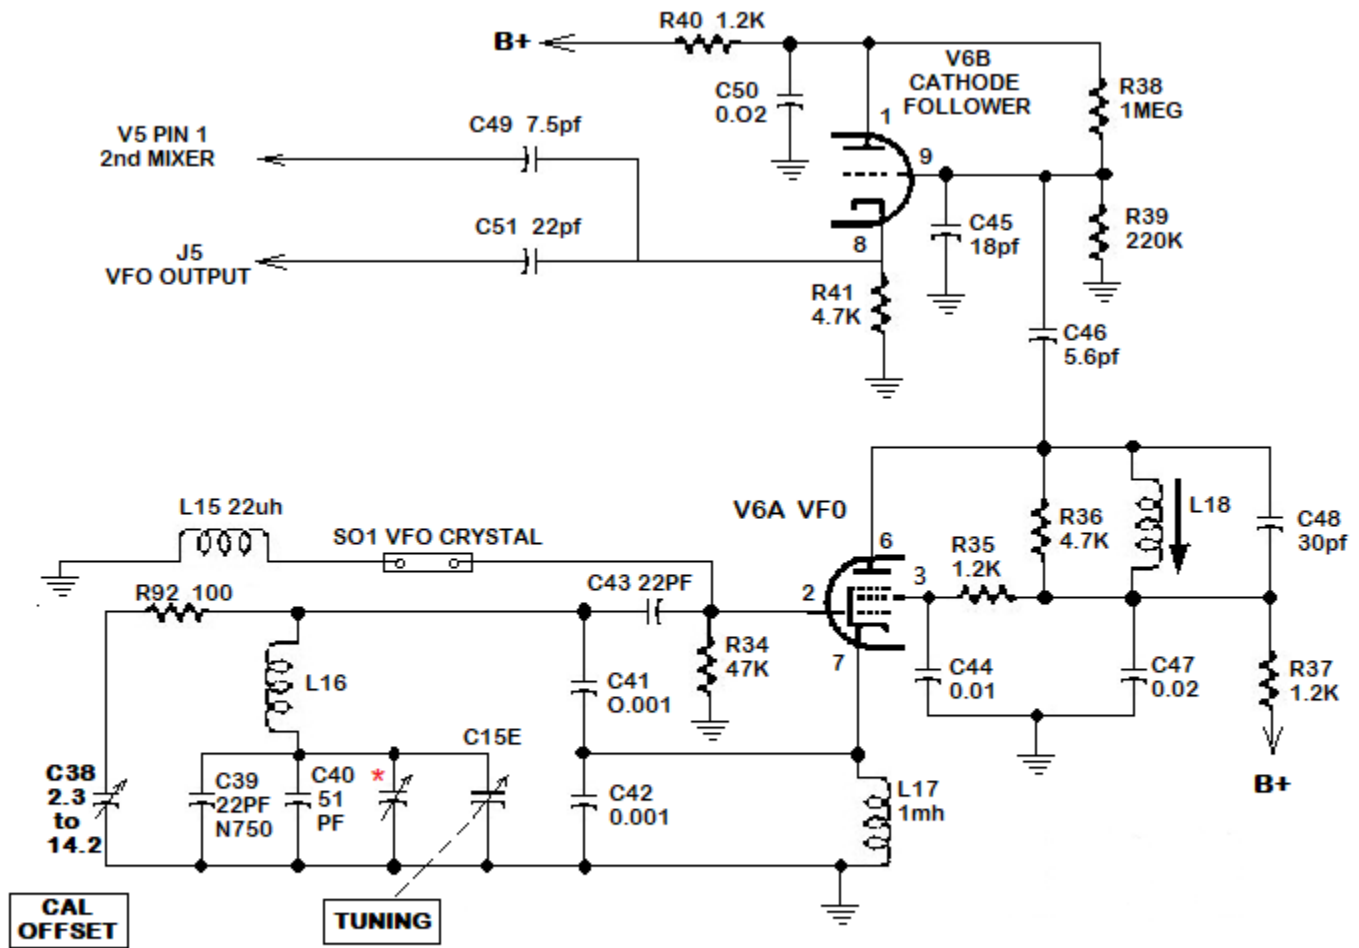 R40 1.2K
B+
V6B
CATHODE
FOLLOWER
C50
0.O2
R38
1MEG
1
V5 PIN 1
2nd MIXER
C49 7.5pf
9
C51 22pf
J5
VFO OUTPUT
8
C45
18pf
R39
220K
R41
4.7K
C46
5.6pf
L15 22uh
V6A VF0
L18
SO1 VFO CRYSTAL
6
R36
4.7K
C48
30pf
R35
1.2K
C43 22PF
R92 100
2
3
R34
47K
7
L16
C41
O.001
C44
0.01
C47
0.02
R37
1.2K
C15E
C38
2.3
to
14.2
C39
22PF
N750
C40
51
PF
*
C42
0.001
L17
1mh
B+
CAL
OFFSET
TUNING